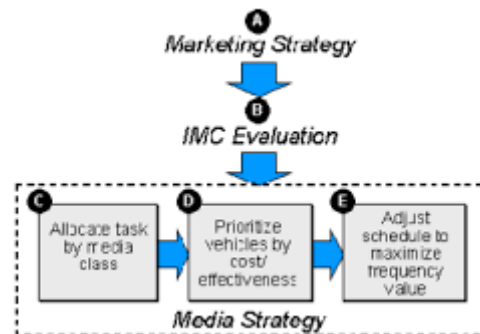 A
Marketing Strategy
B
IMC Evaluation
C
Allocate task
by media
class
D
Prioritize
vehicles by
cost/
effectiveness
E
Adjust
schedule to
maximize
frequency
value
Media Strategy